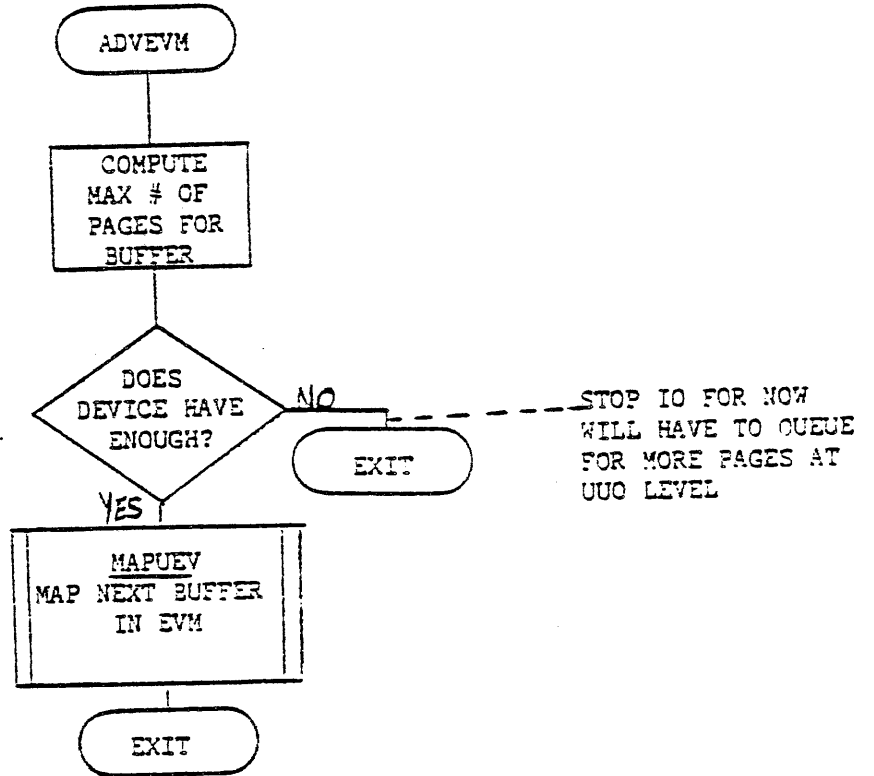 ADVEVM
COMPUTE
MAX # OF
PAGES FOR
BUFFER
DOES
DEVICE HAVE
ENOUGH?
NO
EXIT
STOP IO FOR NOW
WILL HAVE TO QUEUE
FOR MORE PAGES AT
UUO LEVEL
YES
MAPUEV
MAP NEXT BUFFER
IN EVM
EXIT